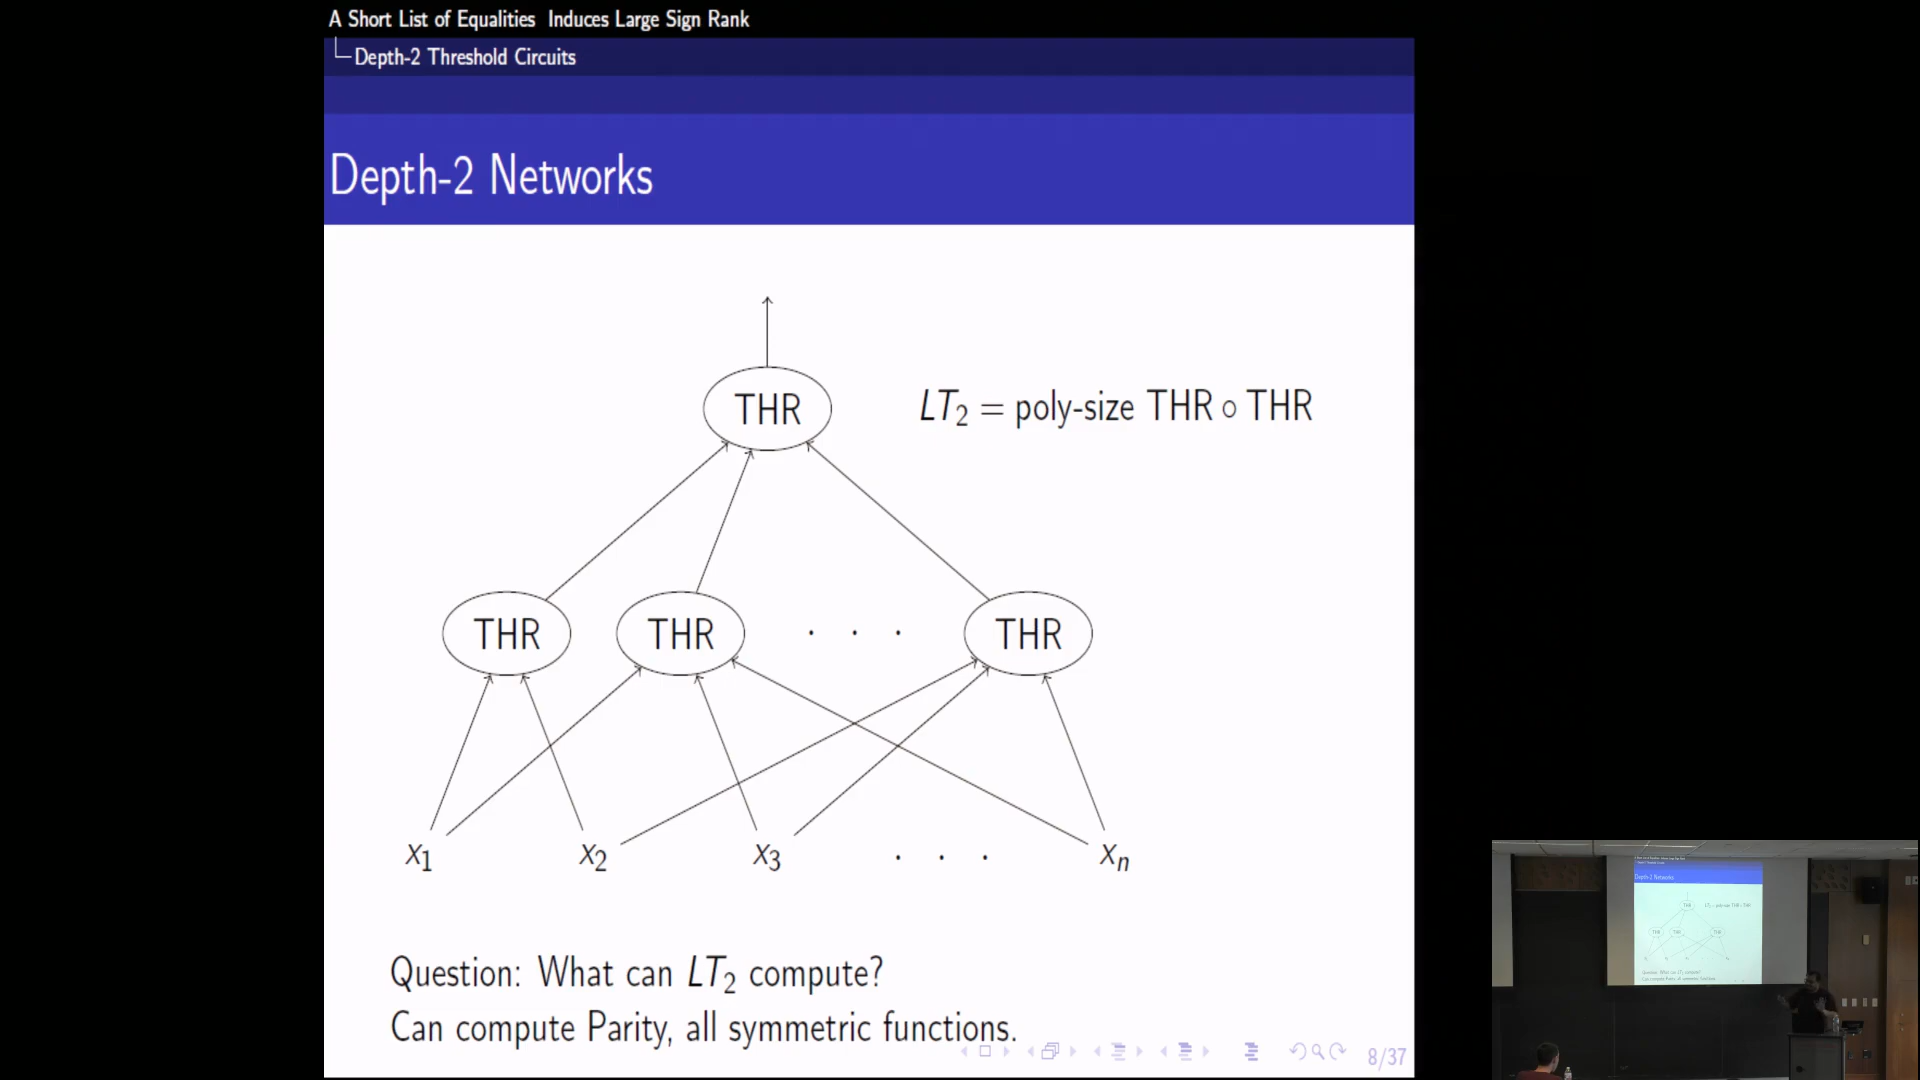 A Short List of Equalities Induces Large Sign Rank
Depth-2 Threshold Circuits
Depth-2 Networks
THR
LT₂ = poly-size THR ∘ THR
THR THR · · · THR
x₁ x₂ x₃ · · · xₙ
Question: What can LT₂ compute?
Can compute Parity, all symmetric functions.
8/37